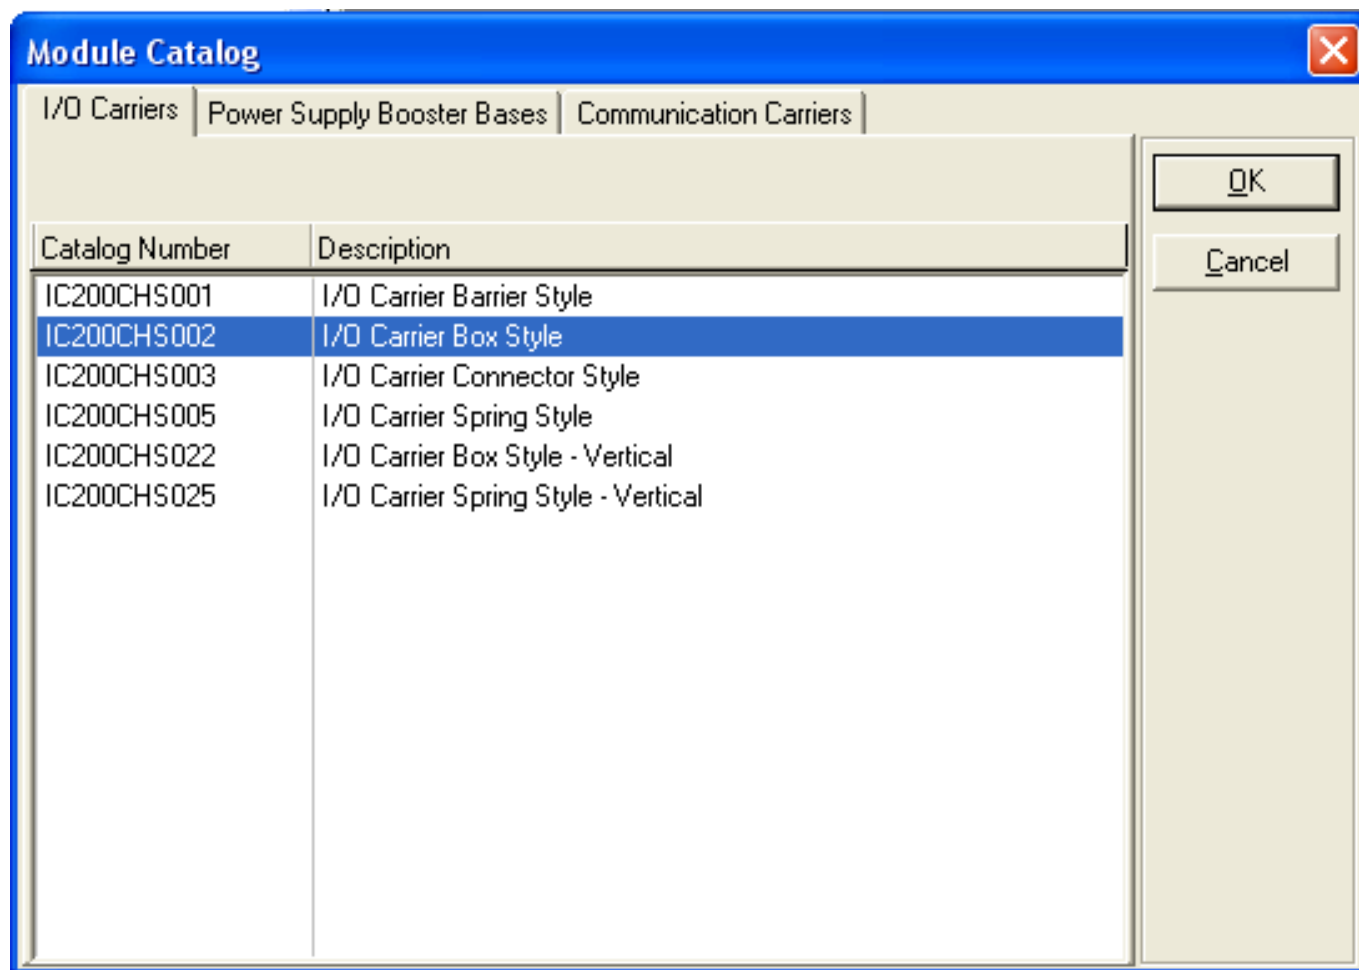 Module Catalog
I/O Carriers Power Supply Booster Bases Communication Carriers
OK
Catalog Number Description
Cancel
IC200CHS001 I/O Carrier Barrier Style
IC200CHS002 I/O Carrier Box Style
IC200CHS003 I/O Carrier Connector Style
IC200CHS005 I/O Carrier Spring Style
IC200CHS022 I/O Carrier Box Style - Vertical
IC200CHS025 I/O Carrier Spring Style - Vertical